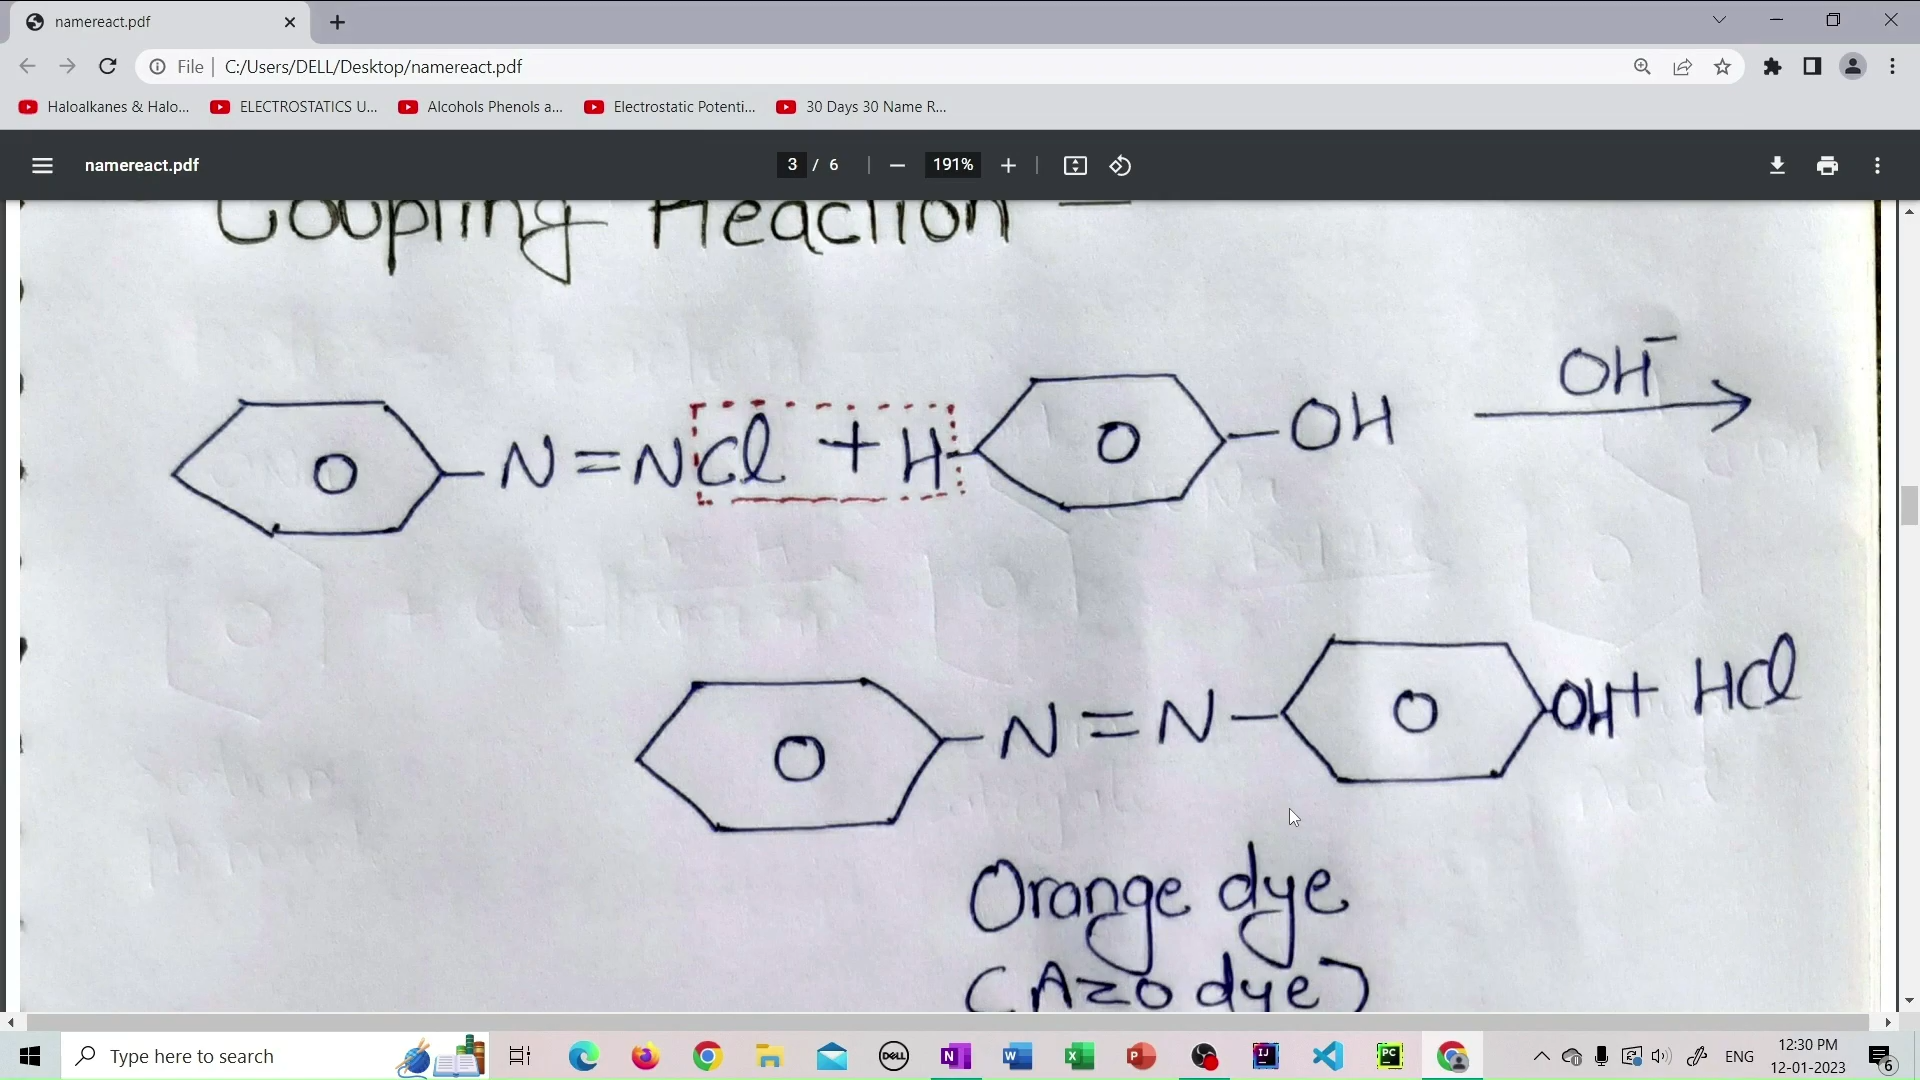 namereact.pdf
File | C:/Users/DELL/Desktop/namereact.pdf
Haloalkanes & Halo... ELECTROSTATICS U... Alcohols Phenols a... Electrostatic Potenti... 30 Days 30 Name R...
namereact.pdf 3 / 6 191%
Coupling Reaction —
N=NCl + H OH OH⁻
N=N OH + HCl
Orange dye
(Azo dye)
Type here to search
ENG
12:30 PM
12-01-2023
6